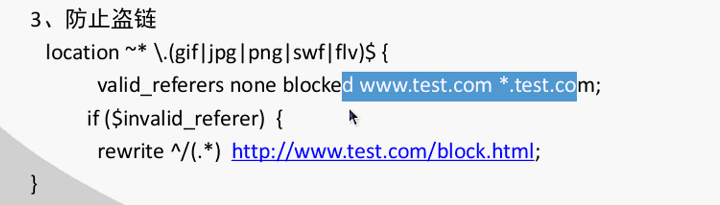 3、防止盗链
location ~* \.(gif|jpg|png|swf|flv)$ {
valid_referers none blocked www.test.com *.test.com;
if ($invalid_referer) {
rewrite ^/(.*) http://www.test.com/block.html;
}